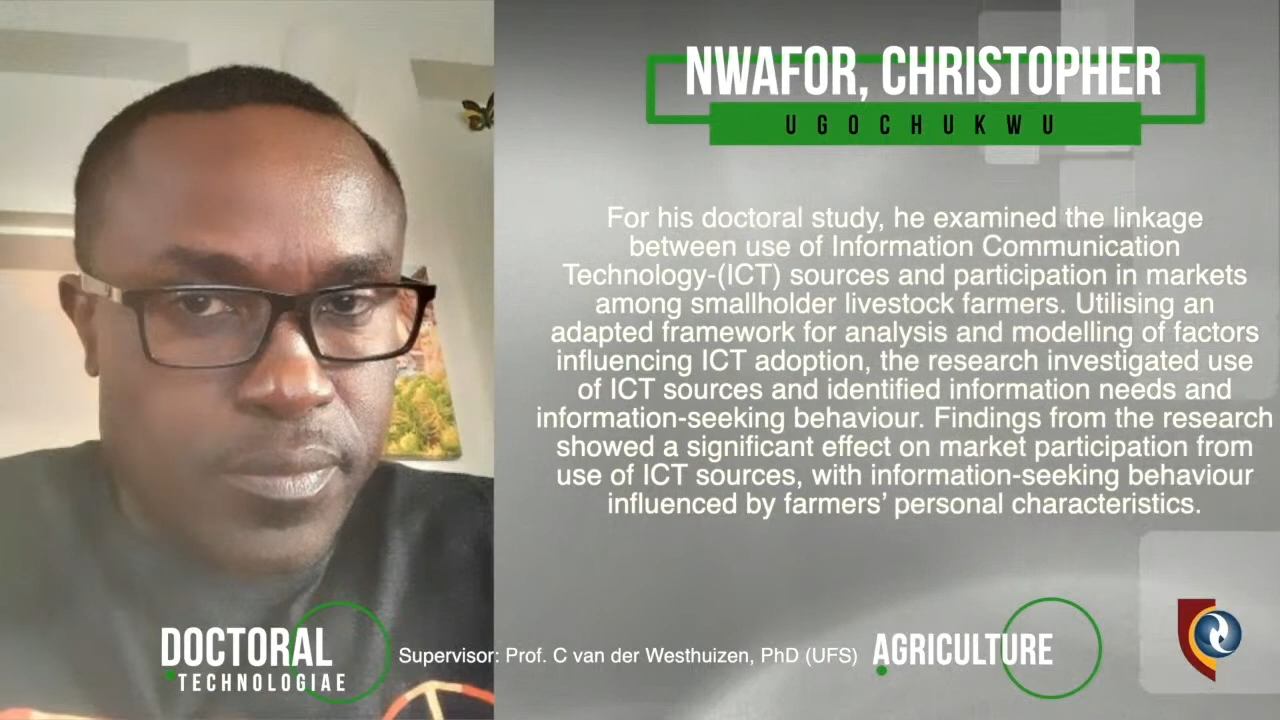 NWAFOR, CHRISTOPHER
UGOCHUKWU
For his doctoral study, he examined the linkage
between use of Information Communication
Technology-(ICT) sources and participation in markets
among smallholder livestock farmers. Utilising an
adapted framework for analysis and modelling of factors
influencing ICT adoption, the research investigated use
of ICT sources and identified information needs and
information-seeking behaviour. Findings from the research
showed a significant effect on market participation from
use of ICT sources, with information-seeking behaviour
influenced by farmers’ personal characteristics.
DOCTORAL
TECHNOLOGIAE
Supervisor: Prof. C van der Westhuizen, PhD (UFS)
AGRICULTURE